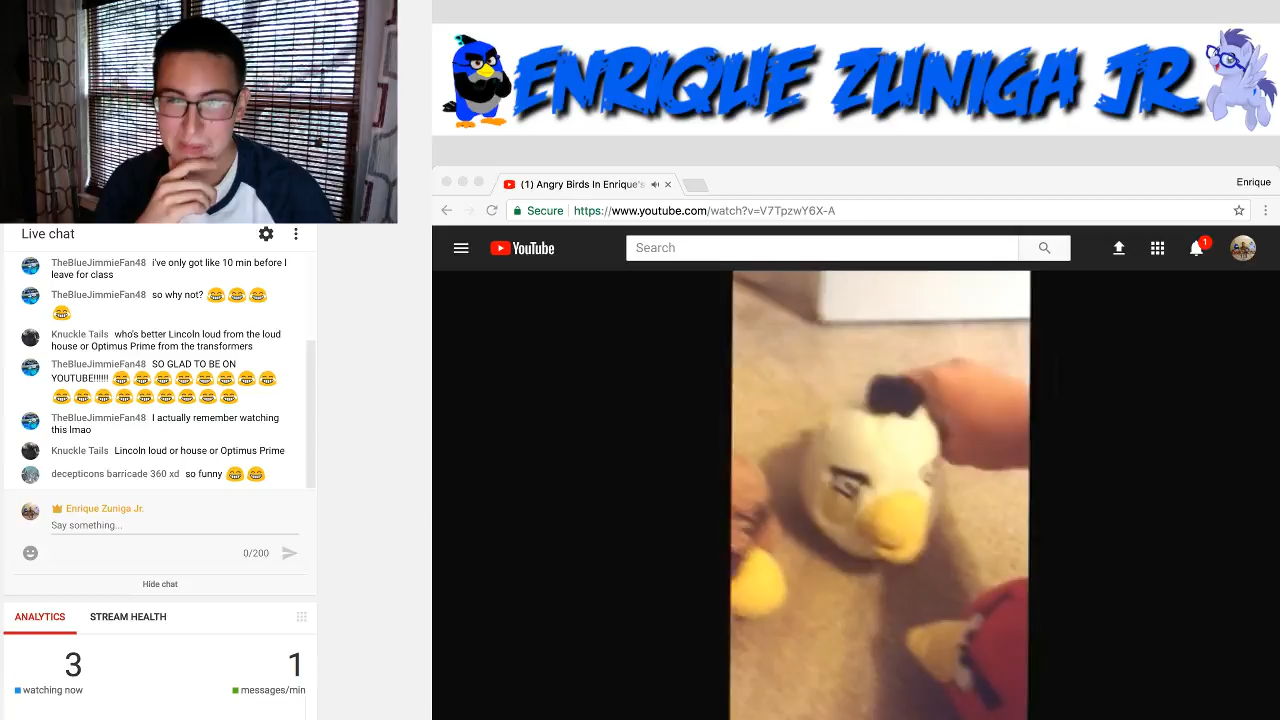 ENRIQUE ZUNIGA JR
(1) Angry Birds In Enrique's
Enrique
Secure
https://www.youtube.com/watch?v=V7TpzwY6X-A
YouTube
Search
1
Live chat
TheBlueJimmieFan48 i've only got like 10 min before I
leave for class
TheBlueJimmieFan48 so why not? 😁😁😁
😁
Knuckle Tails who's better Lincoln loud from the loud
house or Optimus Prime from the transformers
TheBlueJimmieFan48 SO GLAD TO BE ON
YOUTUBE!!!!!! 😁😁😁😁😁😁😁😁
😁😁😁😁😁😁😁😁😁
TheBlueJimmieFan48 I actually remember watching
this lmao
Knuckle Tails Lincoln loud or house or Optimus Prime
decepticons barricade 360 xd so funny 😁😁
Enrique Zuniga Jr.
Say something...
0/200
Hide chat
ANALYTICS STREAM HEALTH
3 1
watching now messages/min